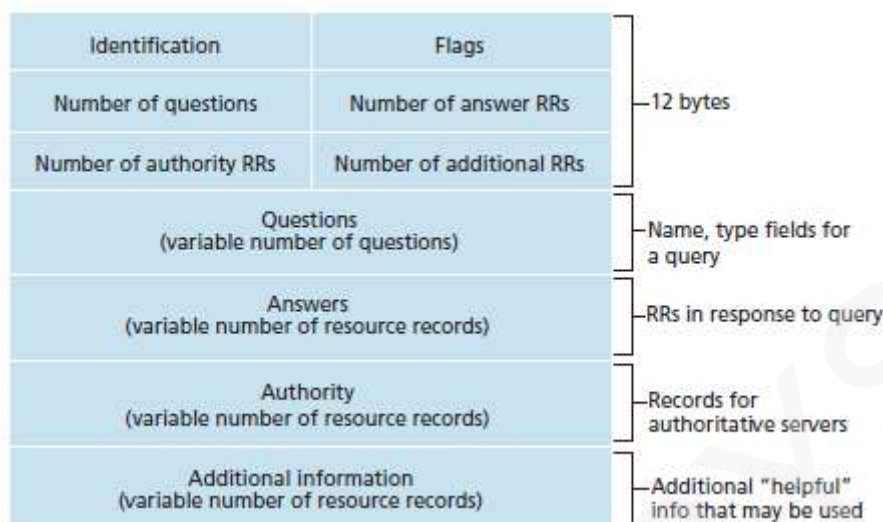 Identification
Flags
Number of questions
Number of answer RRs
12 bytes
Number of authority RRs
Number of additional RRs
Questions
(variable number of questions)
Name, type fields for
a query
Answers
(variable number of resource records)
RRs in response to query
Authority
(variable number of resource records)
Records for
authoritative servers
Additional information
(variable number of resource records)
Additional “helpful”
info that may be used